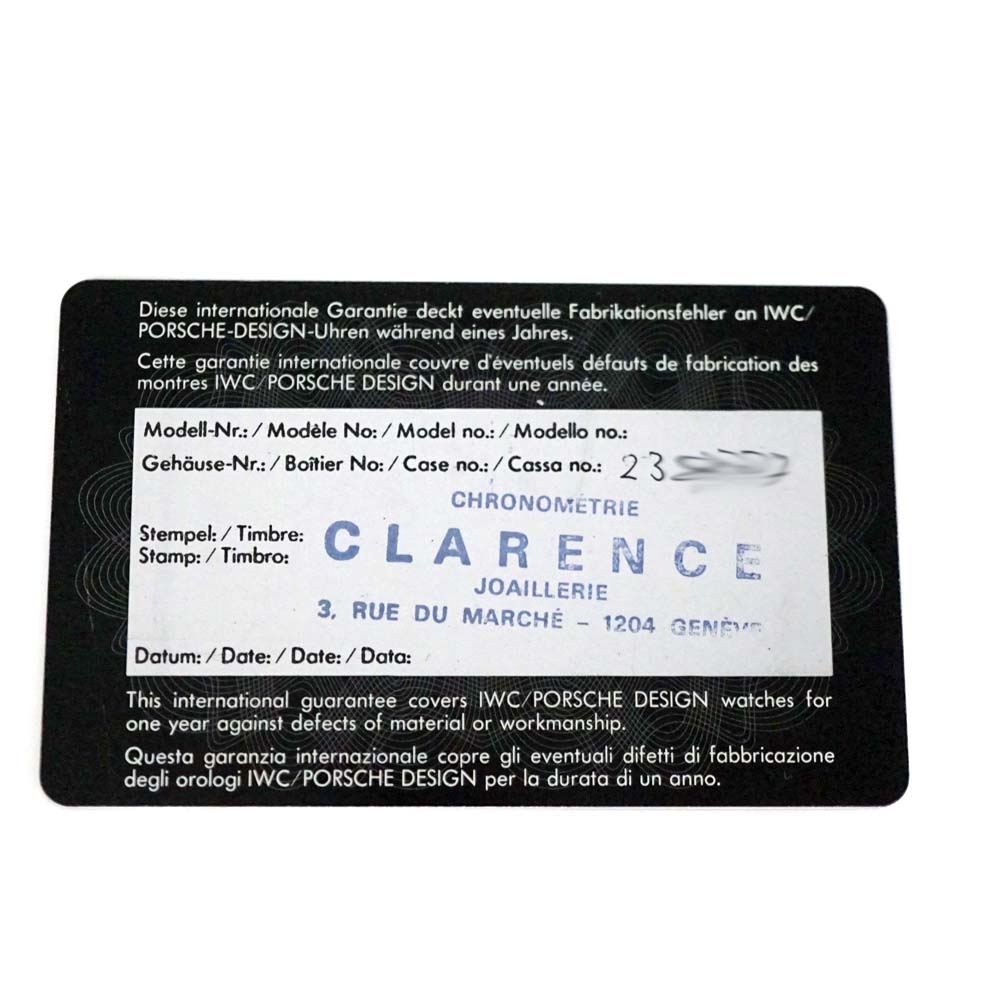 Diese internationale Garantie deckt eventuelle Fabrikationsfehler an IWC/
PORSCHE-DESIGN-Uhren während eines Jahres.
Cette garantie internationale couvre d'éventuels défauts de fabrication des
montres IWC/PORSCHE DESIGN durant une année.
Modell-Nr.: / Modèle No: / Model no.: / Modello no.:
Gehäuse-Nr.: / Boîtier No: / Case no.: / Cassa no.: 23
CHRONOMÉTRIE
Stempel: / Timbre:
Stamp: / Timbro:
CLARENCE
JOAILLERIE
3, RUE DU MARCHÉ - 1204 GENÈVE
Datum: / Date: / Date: / Data:
This international guarantee covers IWC/PORSCHE DESIGN watches for
one year against defects of material or workmanship.
Questa garanzia internazionale copre gli eventuali difetti di fabbricazione
degli orologi IWC/PORSCHE DESIGN per la durata di un anno.